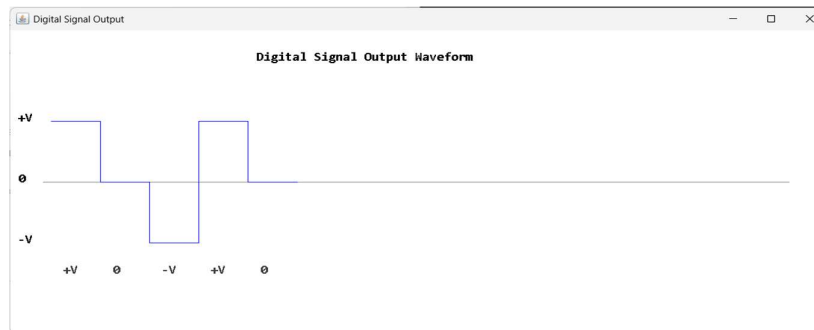 Digital Signal Output
Digital Signal Output Waveform
+V
0
-V
+V 0 -V +V 0